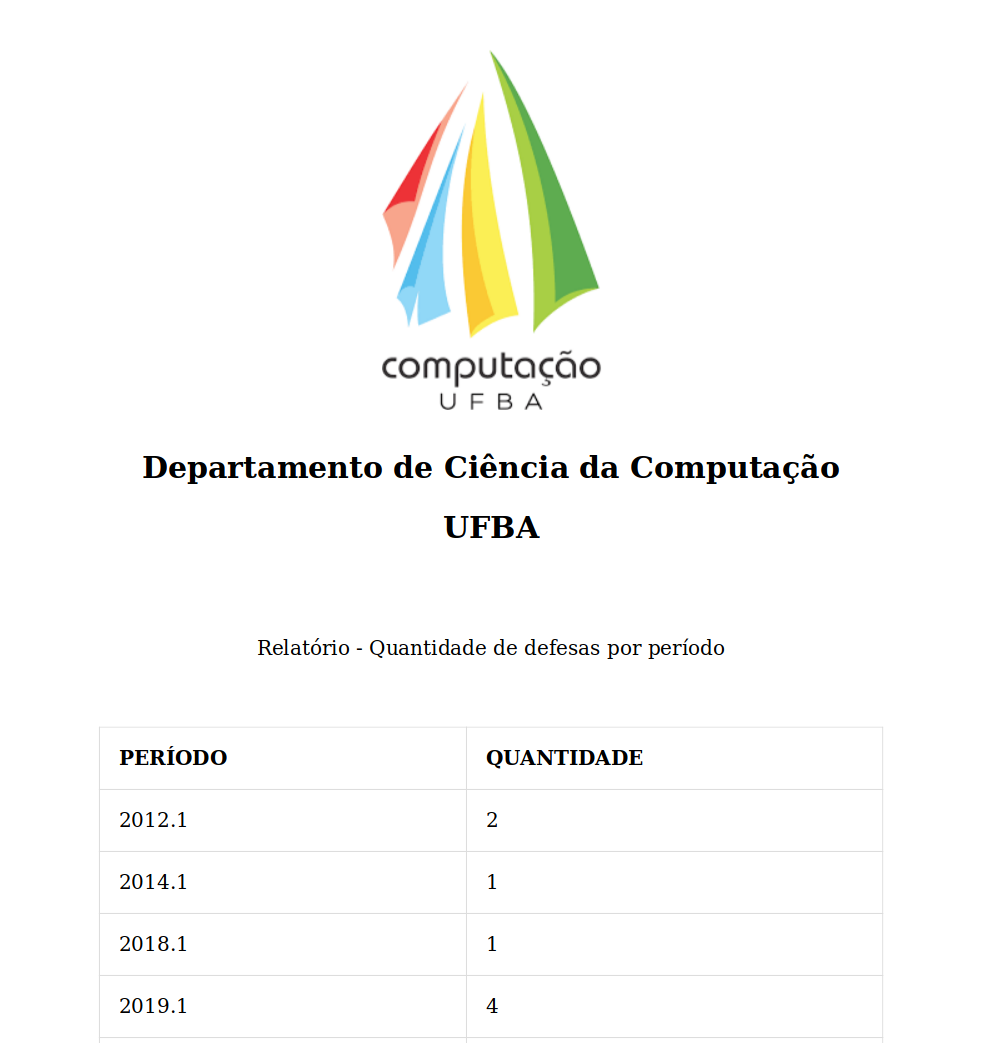 computação
UFBA
Departamento de Ciência da Computação
UFBA
Relatório - Quantidade de defesas por período
PERÍODO QUANTIDADE
2012.1 2
2014.1 1
2018.1 1
2019.1 4